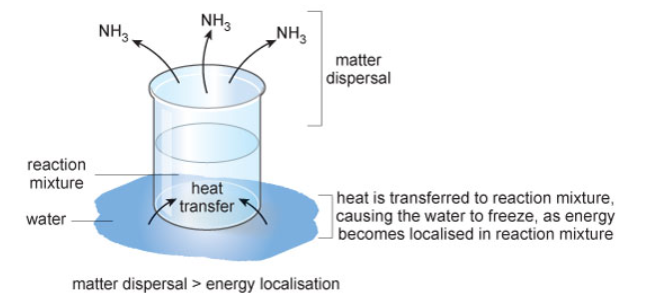 NH3
NH3
NH3
matter
dispersal
reaction
mixture
heat
transfer
water
heat is transferred to reaction mixture,
causing the water to freeze, as energy
becomes localised in reaction mixture
matter dispersal > energy localisation